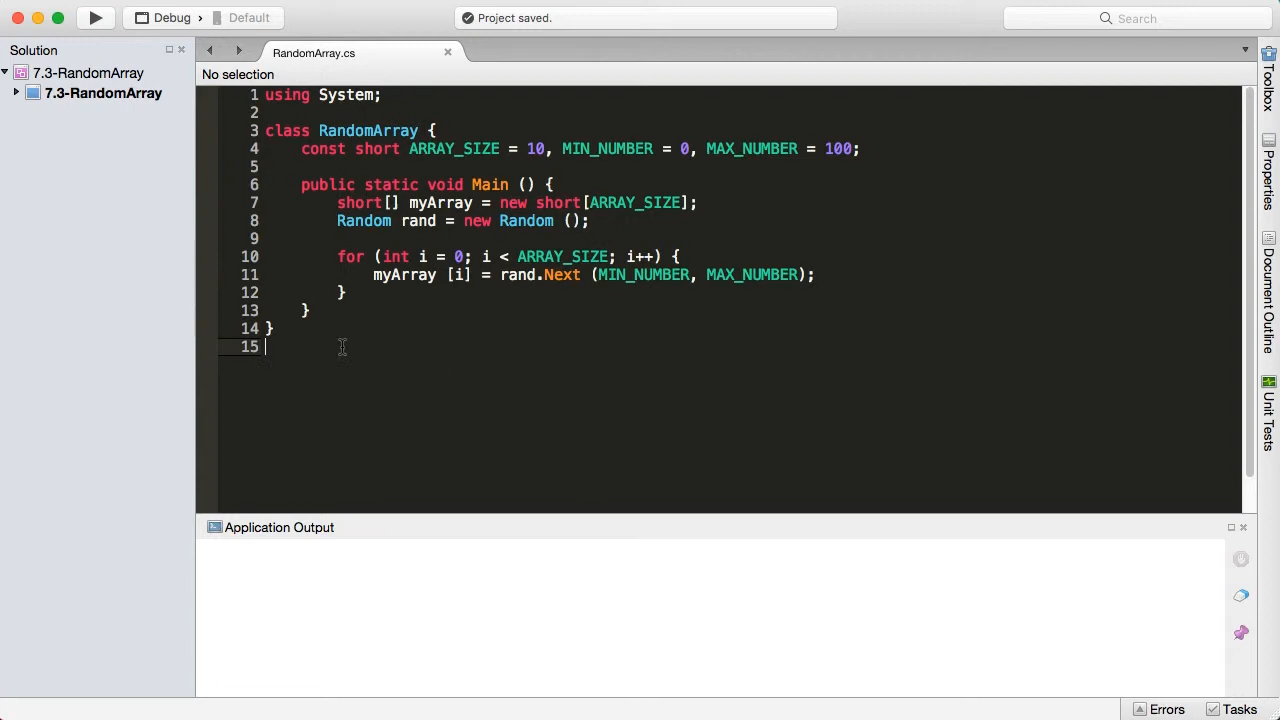 Debug › Default
Project saved.
Search
Solution
7.3-RandomArray
7.3-RandomArray
RandomArray.cs
No selection
1 using System;
2
3 class RandomArray {
4 const short ARRAY_SIZE = 10, MIN_NUMBER = 0, MAX_NUMBER = 100;
5
6 public static void Main () {
7 short[] myArray = new short[ARRAY_SIZE];
8 Random rand = new Random ();
9
10 for (int i = 0; i < ARRAY_SIZE; i++) {
11 myArray [i] = rand.Next (MIN_NUMBER, MAX_NUMBER);
12 }
13 }
14 }
15
Toolbox
Properties
Document Outline
Unit Tests
Application Output
Errors
Tasks